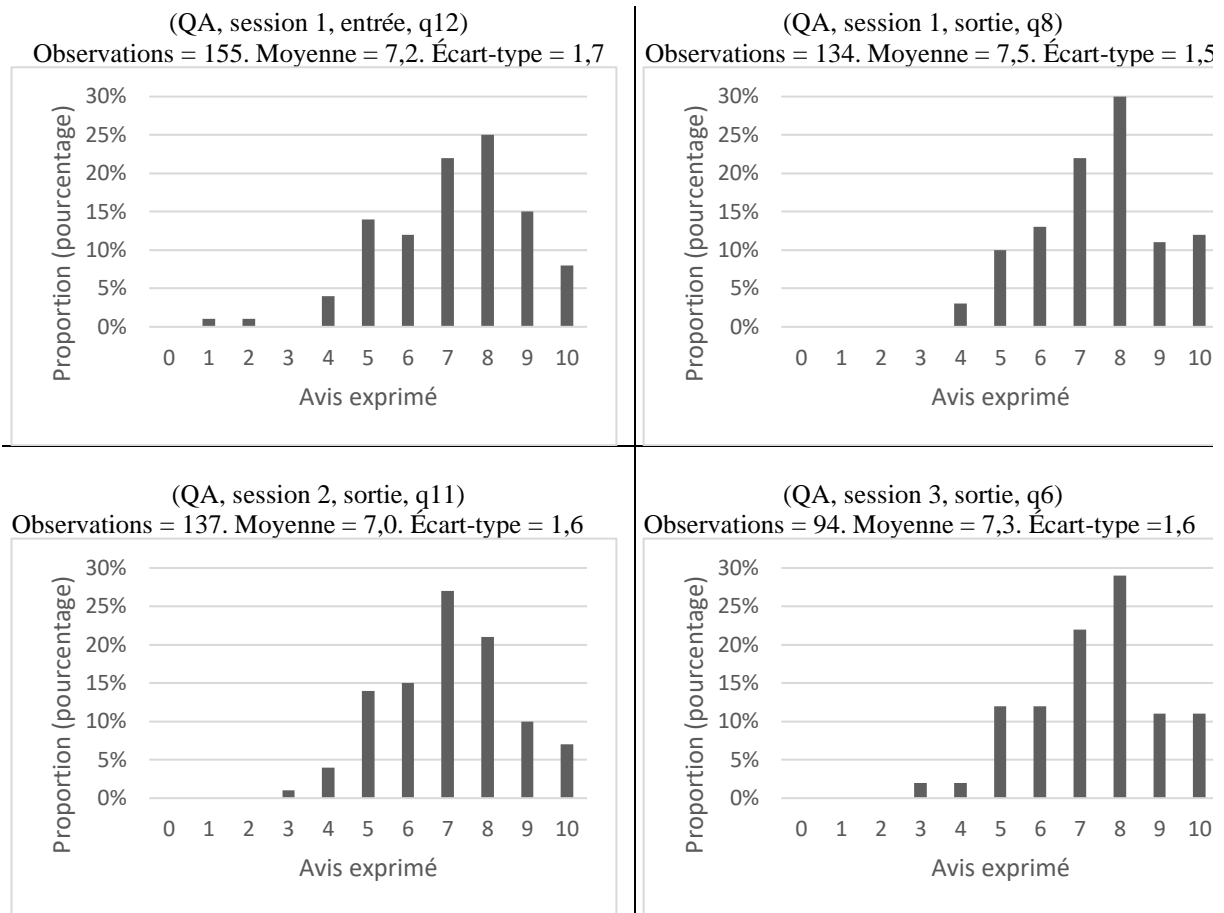 (QA, session 1, entrée, q12)
Observations = 155. Moyenne = 7,2. Écart-type = 1,7
Proportion (pourcentage)
30%
25%
20%
15%
10%
5%
0%
0 1 2 3 4 5 6 7 8 9 10
Avis exprimé
(QA, session 1, sortie, q8)
Observations = 134. Moyenne = 7,5. Écart-type = 1,5
Proportion (pourcentage)
30%
25%
20%
15%
10%
5%
0%
0 1 2 3 4 5 6 7 8 9 10
Avis exprimé
(QA, session 2, sortie, q11)
Observations = 137. Moyenne = 7,0. Écart-type = 1,6
Proportion (pourcentage)
30%
25%
20%
15%
10%
5%
0%
0 1 2 3 4 5 6 7 8 9 10
Avis exprimé
(QA, session 3, sortie, q6)
Observations = 94. Moyenne = 7,3. Écart-type =1,6
Proportion (pourcentage)
30%
25%
20%
15%
10%
5%
0%
0 1 2 3 4 5 6 7 8 9 10
Avis exprimé